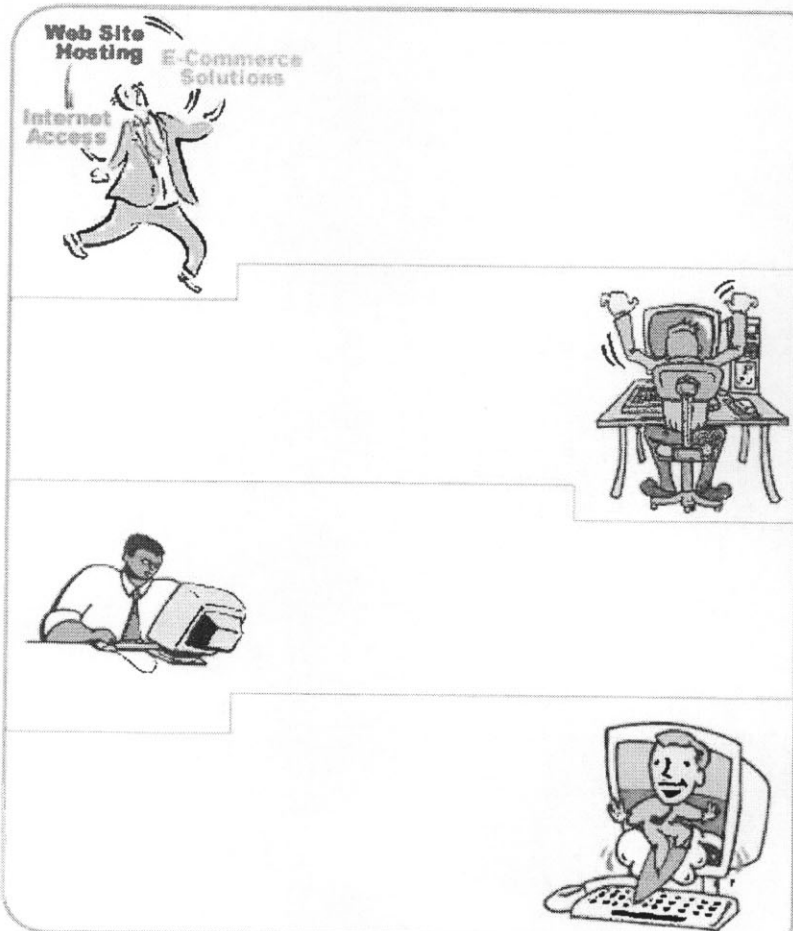 Web Site
Hosting
E-Commerce
Solutions
Internet
Access